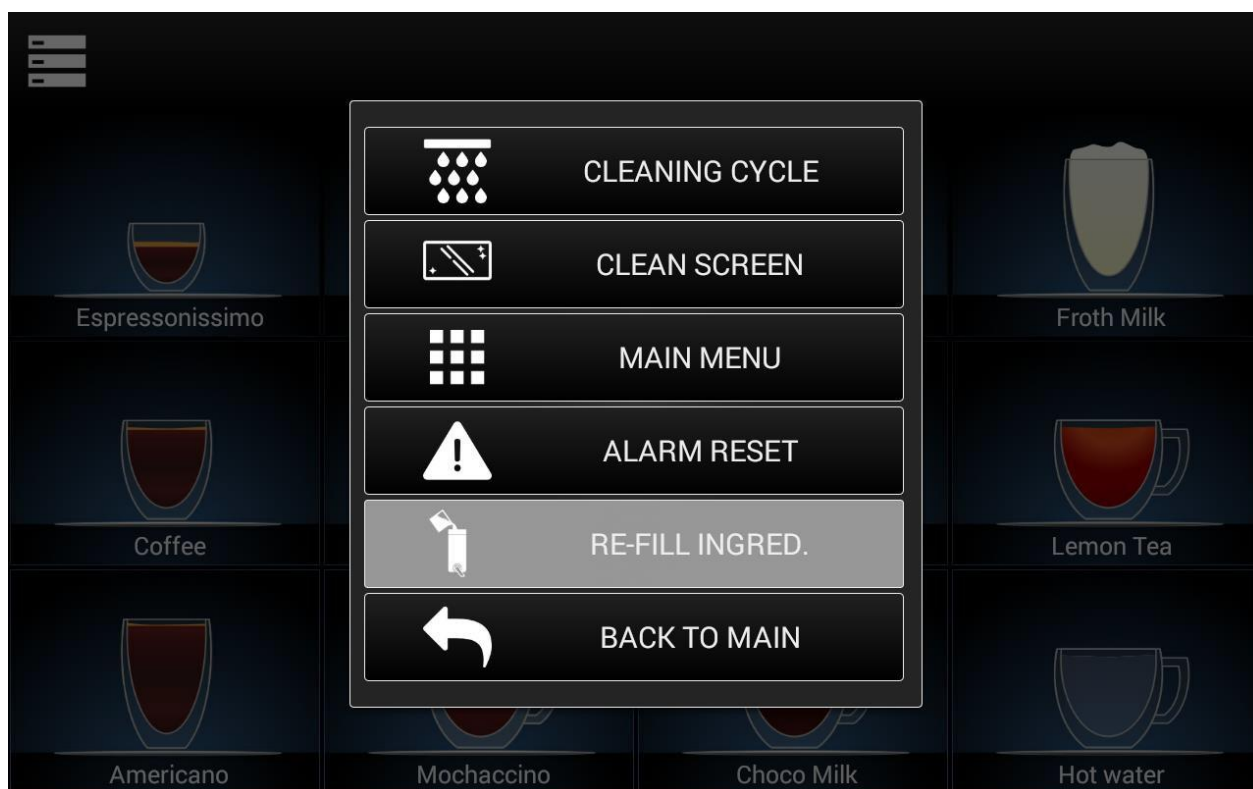 CLEANING CYCLE
CLEAN SCREEN
MAIN MENU
ALARM RESET
RE-FILL INGRED.
BACK TO MAIN
Espressonissimo
Froth Milk
Coffee
Lemon Tea
Americano
Mochaccino
Choco Milk
Hot water